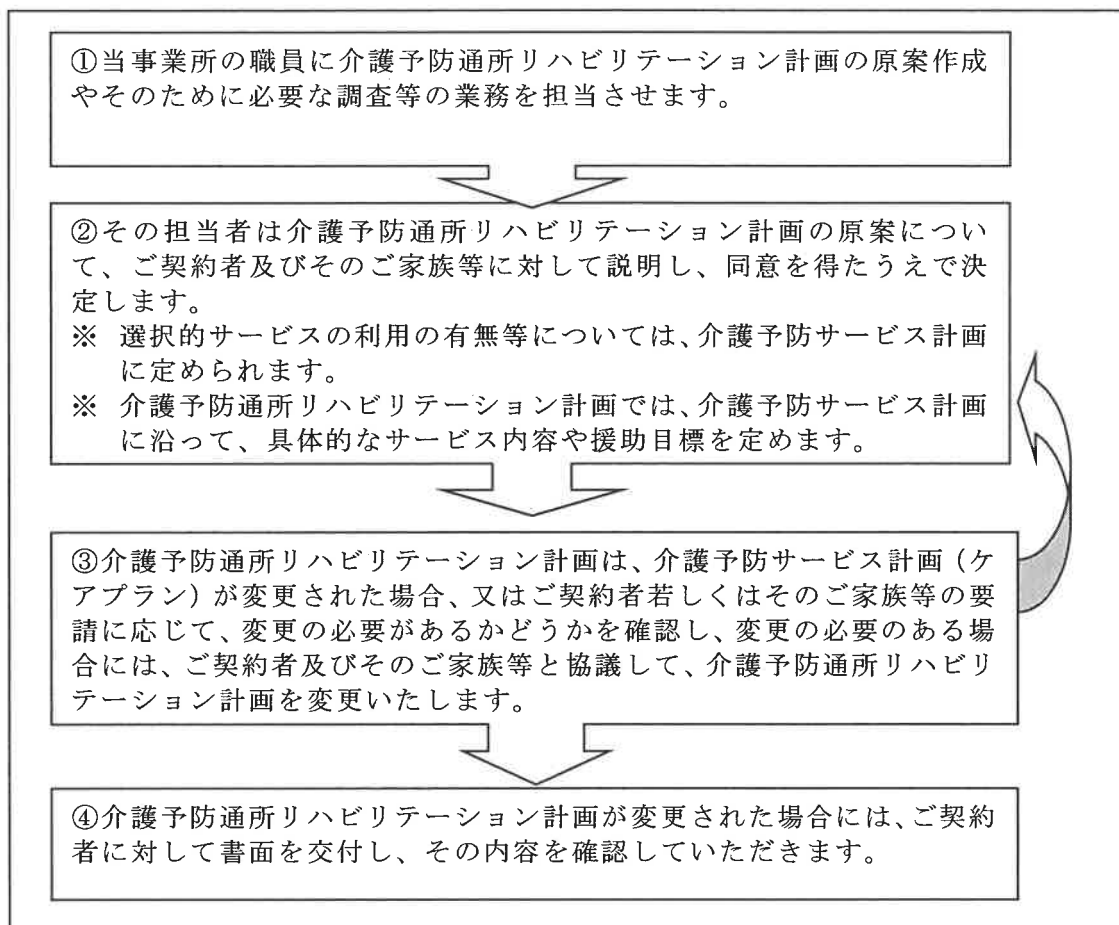 ①当事業所の職員に介護予防通所リハビリテーション計画の原案作成
やそのために必要な調査等の業務を担当させます。
②その担当者は介護予防通所リハビリテーション計画の原案につい
て、ご契約者及びそのご家族等に対して説明し、同意を得たうえで決
定します。
※ 選択的サービスの利用の有無等については、介護予防サービス計画
に定められます。
※ 介護予防通所リハビリテーション計画では、介護予防サービス計画
に沿って、具体的なサービス内容や援助目標を定めます。
③介護予防通所リハビリテーション計画は、介護予防サービス計画（ケ
アプラン）が変更された場合、又はご契約者若しくはそのご家族等の要
請に応じて、変更の必要があるかどうかを確認し、変更の必要のある場
合には、ご契約者及びそのご家族等と協議して、介護予防通所リハビリ
テーション計画を変更いたします。
④介護予防通所リハビリテーション計画が変更された場合には、ご契約
者に対して書面を交付し、その内容を確認していただきます。